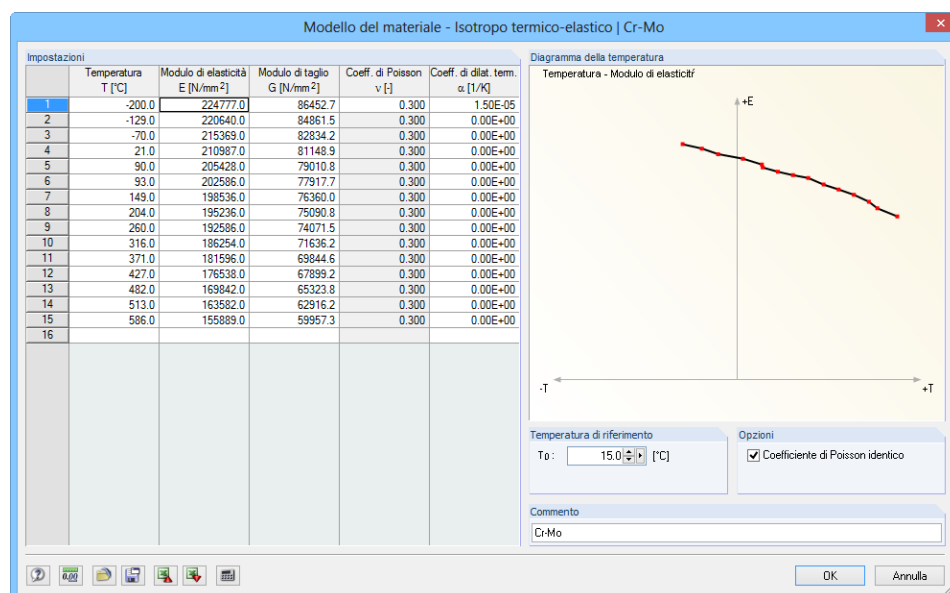 Modello del materiale - Isotropo termico-elastico | Cr-Mo
Impostazioni
Temperatura Modulo di elasticità Modulo di taglio Coeff. di Poisson Coeff. di dilat. term.
T [°C] E [N/mm²] G [N/mm²] ν [-] α [1/K]
1 -200.0 224777.0 86452.7 0.300 1.50E-05
2 -129.0 220640.0 84861.5 0.300 0.00E+00
3 -70.0 215369.0 82834.2 0.300 0.00E+00
4 21.0 210987.0 81148.9 0.300 0.00E+00
5 90.0 205428.0 79010.8 0.300 0.00E+00
6 93.0 202586.0 77917.7 0.300 0.00E+00
7 149.0 198536.0 76360.0 0.300 0.00E+00
8 204.0 195236.0 75090.8 0.300 0.00E+00
9 260.0 192586.0 74071.5 0.300 0.00E+00
10 316.0 186254.0 71636.2 0.300 0.00E+00
11 371.0 181596.0 69844.6 0.300 0.00E+00
12 427.0 176538.0 67899.2 0.300 0.00E+00
13 482.0 169842.0 65323.8 0.300 0.00E+00
14 513.0 163582.0 62916.2 0.300 0.00E+00
15 586.0 155889.0 59957.3 0.300 0.00E+00
16
Diagramma della temperatura
Temperatura - Modulo di elasticitŕ
+E
-T +T
Temperatura di riferimento
T0 : 15.0 [°C]
Opzioni
Coefficiente di Poisson identico
Commento
Cr-Mo
0.00
OK Annulla